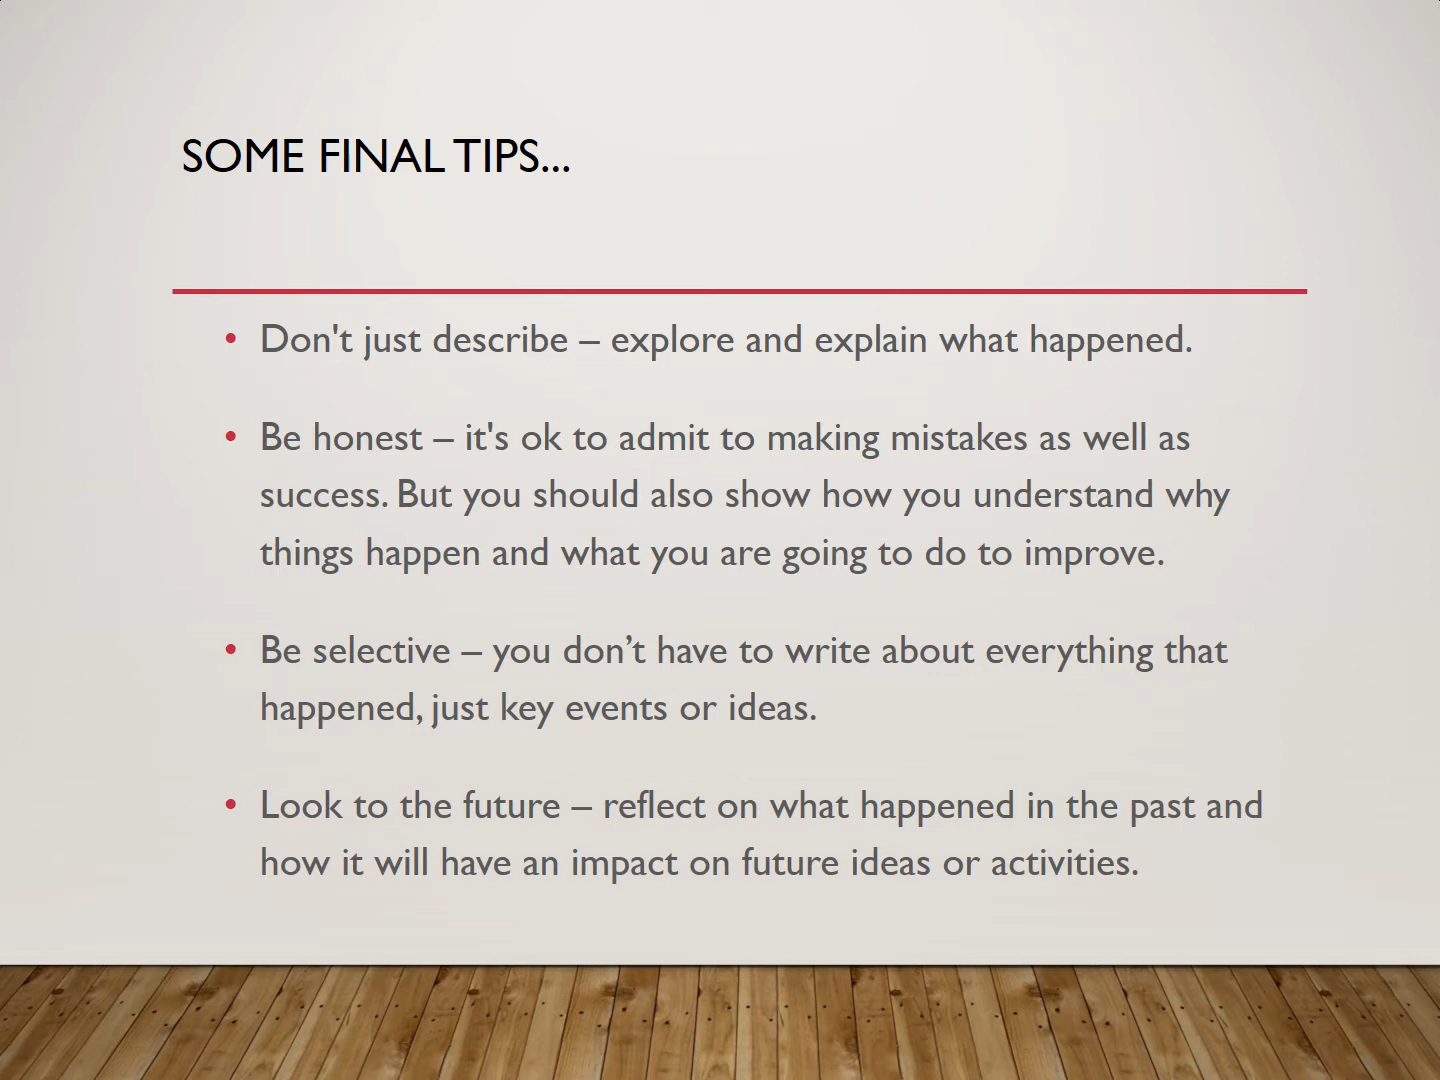 SOME FINAL TIPS...
• Don't just describe – explore and explain what happened.
• Be honest – it's ok to admit to making mistakes as well as
success. But you should also show how you understand why
things happen and what you are going to do to improve.
• Be selective – you don’t have to write about everything that
happened, just key events or ideas.
• Look to the future – reflect on what happened in the past and
how it will have an impact on future ideas or activities.